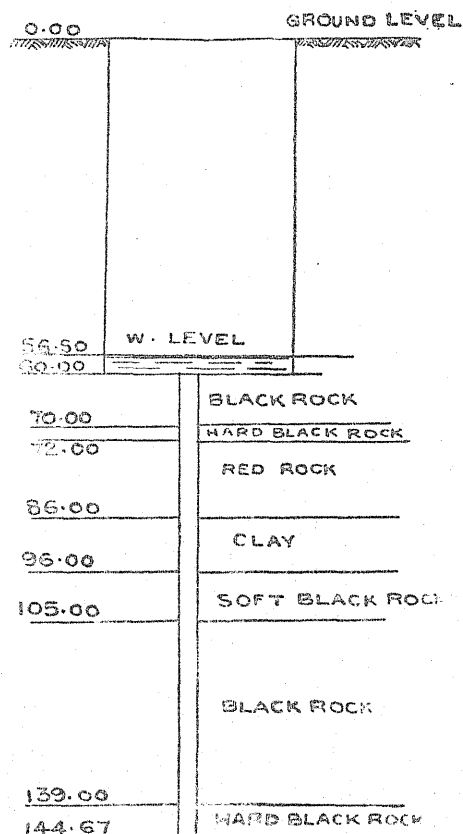 0.00 GROUND LEVEL
W. LEVEL
56.50
60.00
BLACK ROCK
70.00
HARD BLACK ROCK
72.00
RED ROCK
86.00
CLAY
96.00
SOFT BLACK ROCK
105.00
BLACK ROCK
139.00
HARD BLACK ROCK
144.67